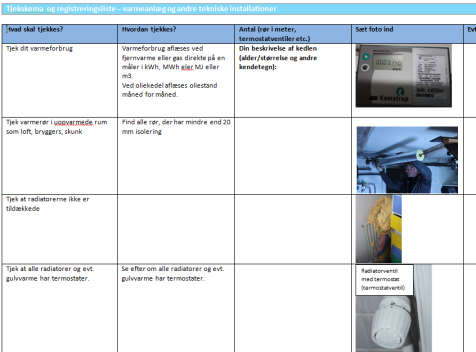 Tjekskema og registreringsliste – varmeanlæg og andre tekniske installationer
Hvad skal tjekkes?
Hvordan tjekkes?
Antal (rør i meter,
termostatventiler etc.)
Sæt foto ind
Evt
Tjek dit varmeforbrug
Varmeforbrug aflæses ved
fjernvarme eller gas direkte på en
måler i kWh, MWh eler MJ eller
m3.
Ved oliekedel aflæses oliestand
måned for måned.
Din beskrivelse af kedlen
(alder/størrelse og andre
kendetegn):
Kamstrup
Tjek varmerør i uopvarmede rum
som loft, bryggers, skunk
Find alle rør, der har mindre end 20
mm isolering
Tjek at radiatorerne ikke er
tildækkede
Tjek at alle radiatorer og evt.
gulvvarme har termostater.
Se efter om alle radiatorer og evt.
gulvvarme har termostater.
Radiatorventil
med termostat
(termostatventil)